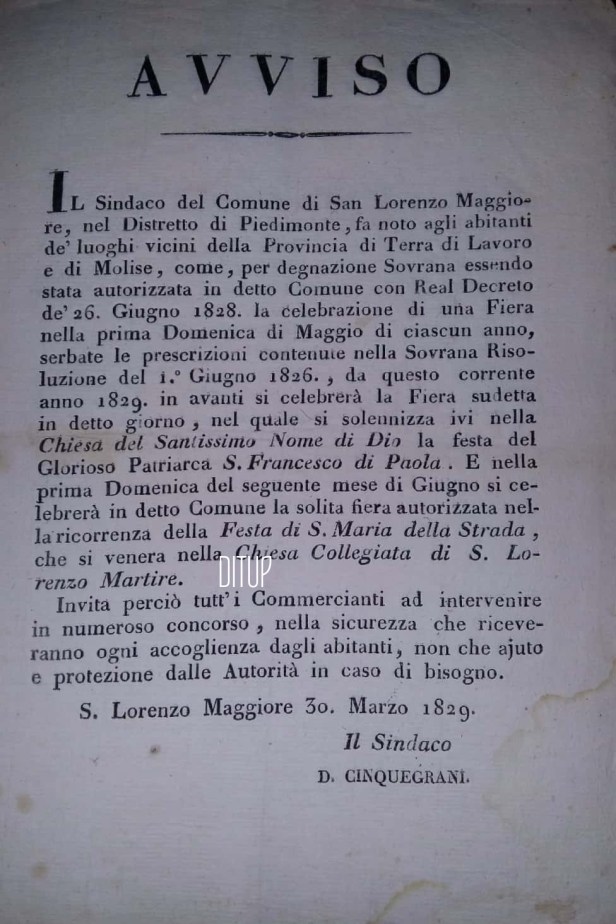 AVVISO
IL Sindaco del Comune di San Lorenzo Maggio-
re, nel Distretto di Piedimonte, fa noto agli abitanti
de' luoghi vicini della Provincia di Terra di Lavoro
e di Molise, come, per degnazione Sovrana essendo
stata autorizzata in detto Comune con Real Decreto
de' 26. Giugno 1828. la celebrazione di una Fiera
nella prima Domenica di Maggio di ciascun anno,
serbate le prescrizioni contenute nella Sovrana Riso-
luzione del 1.° Giugno 1826., da questo corrente
anno 1829. in avanti si celebrerà la Fiera sudetta
in detto giorno, nel quale si solennizza ivi nella
Chiesa del Santissimo Nome di Dio la festa del
Glorioso Patriarca S. Francesco di Paola. E nella
prima Domenica del seguente mese di Giugno si ce-
lebrerà in detto Comune la solita fiera autorizzata nel-
la ricorrenza della Festa di S. Maria della Strada,
che si venera nella Chiesa Collegiata di S. Lo-
renzo Martire.
DITUP
Invita perciò tutt'i Commercianti ad intervenire
in numeroso concorso, nella sicurezza che riceve-
ranno ogni accoglienza dagli abitanti, non che ajuto
e protezione dalle Autorità in caso di bisogno.
S. Lorenzo Maggiore 30. Marzo 1829.
Il Sindaco
D. CINQUEGRANI.